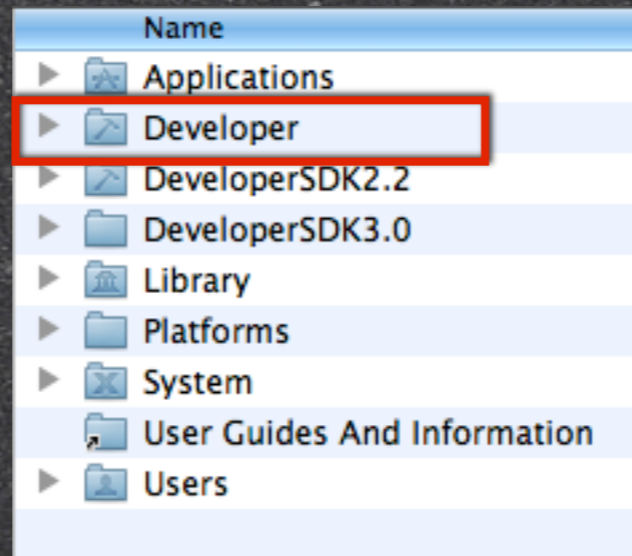 Name
Applications
Developer
DeveloperSDK2.2
DeveloperSDK3.0
Library
Platforms
System
User Guides And Information
Users